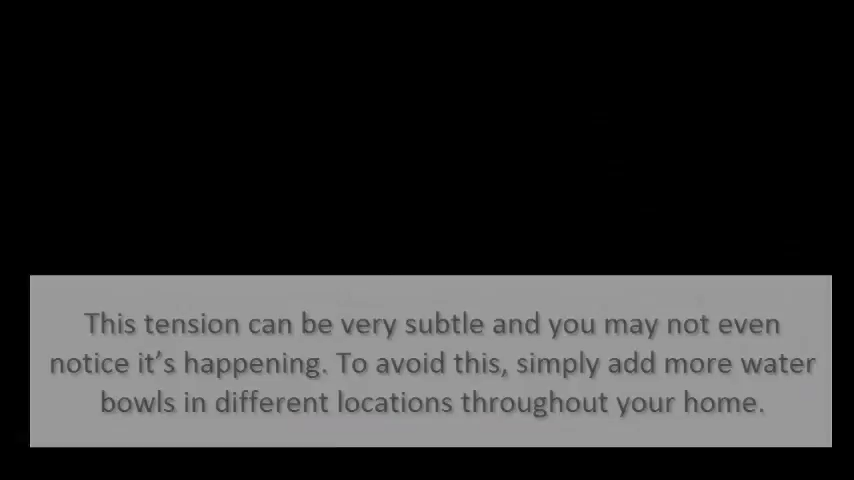 This tension can be very subtle and you may not even
notice it’s happening. To avoid this, simply add more water
bowls in different locations throughout your home.